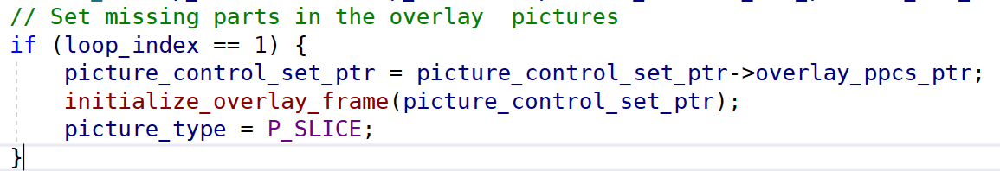 // Set missing parts in the overlay  pictures
if (loop_index == 1) {
    picture_control_set_ptr = picture_control_set_ptr->overlay_ppcs_ptr;
    initialize_overlay_frame(picture_control_set_ptr);
    picture_type = P_SLICE;
}